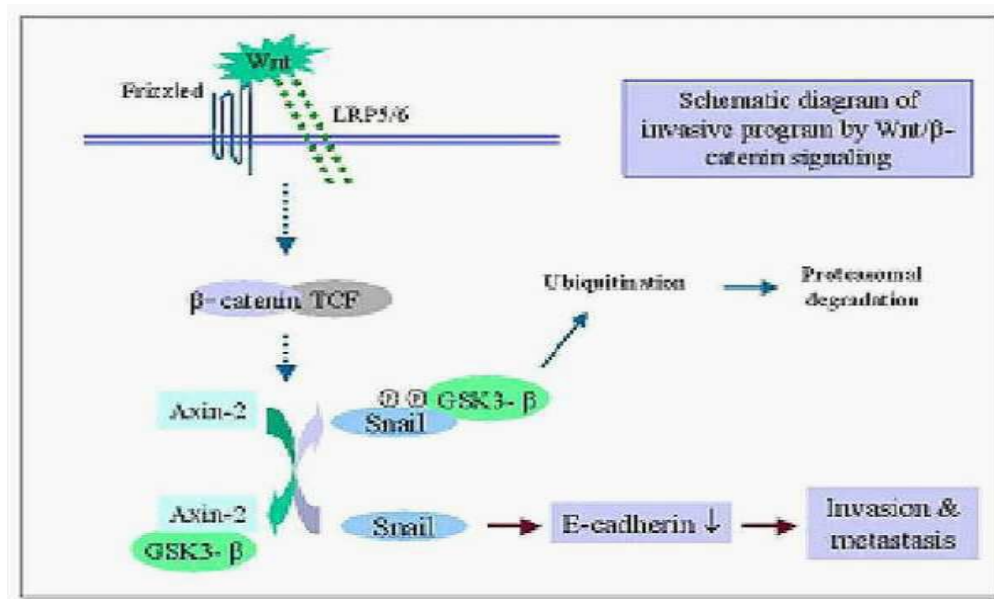 Wnt
Frizzled
LRP5/6
Schematic diagram of
invasive program by Wnt/β-
catenin signaling
β-catenin TCF
Ubiquitination
Proteasomal
degradation
Axin-2
P P GSK3-β
Snail
Axin-2
GSK3-β
Snail
E-cadherin ↓
Invasion &
metastasis